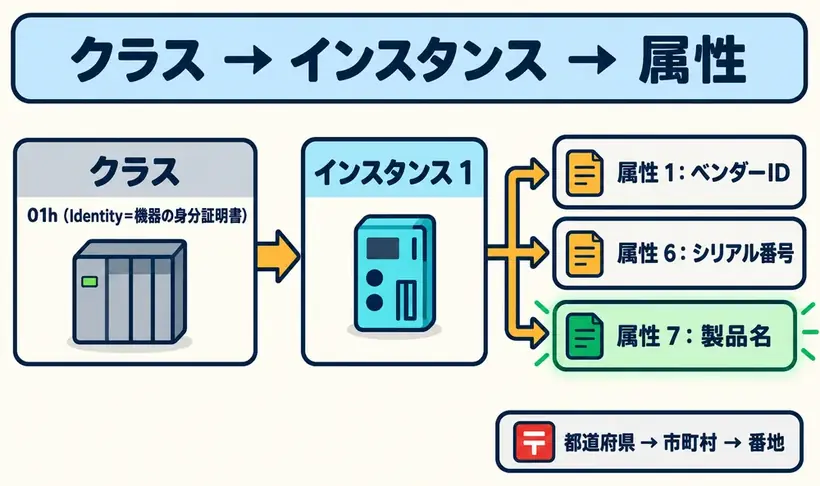 クラス → インスタンス → 属性
クラス
01h（Identity=機器の身分証明書）
インスタンス 1
属性 1：ベンダーID
属性 6：シリアル番号
属性 7：製品名
〒 都道府県 → 市町村 → 番地